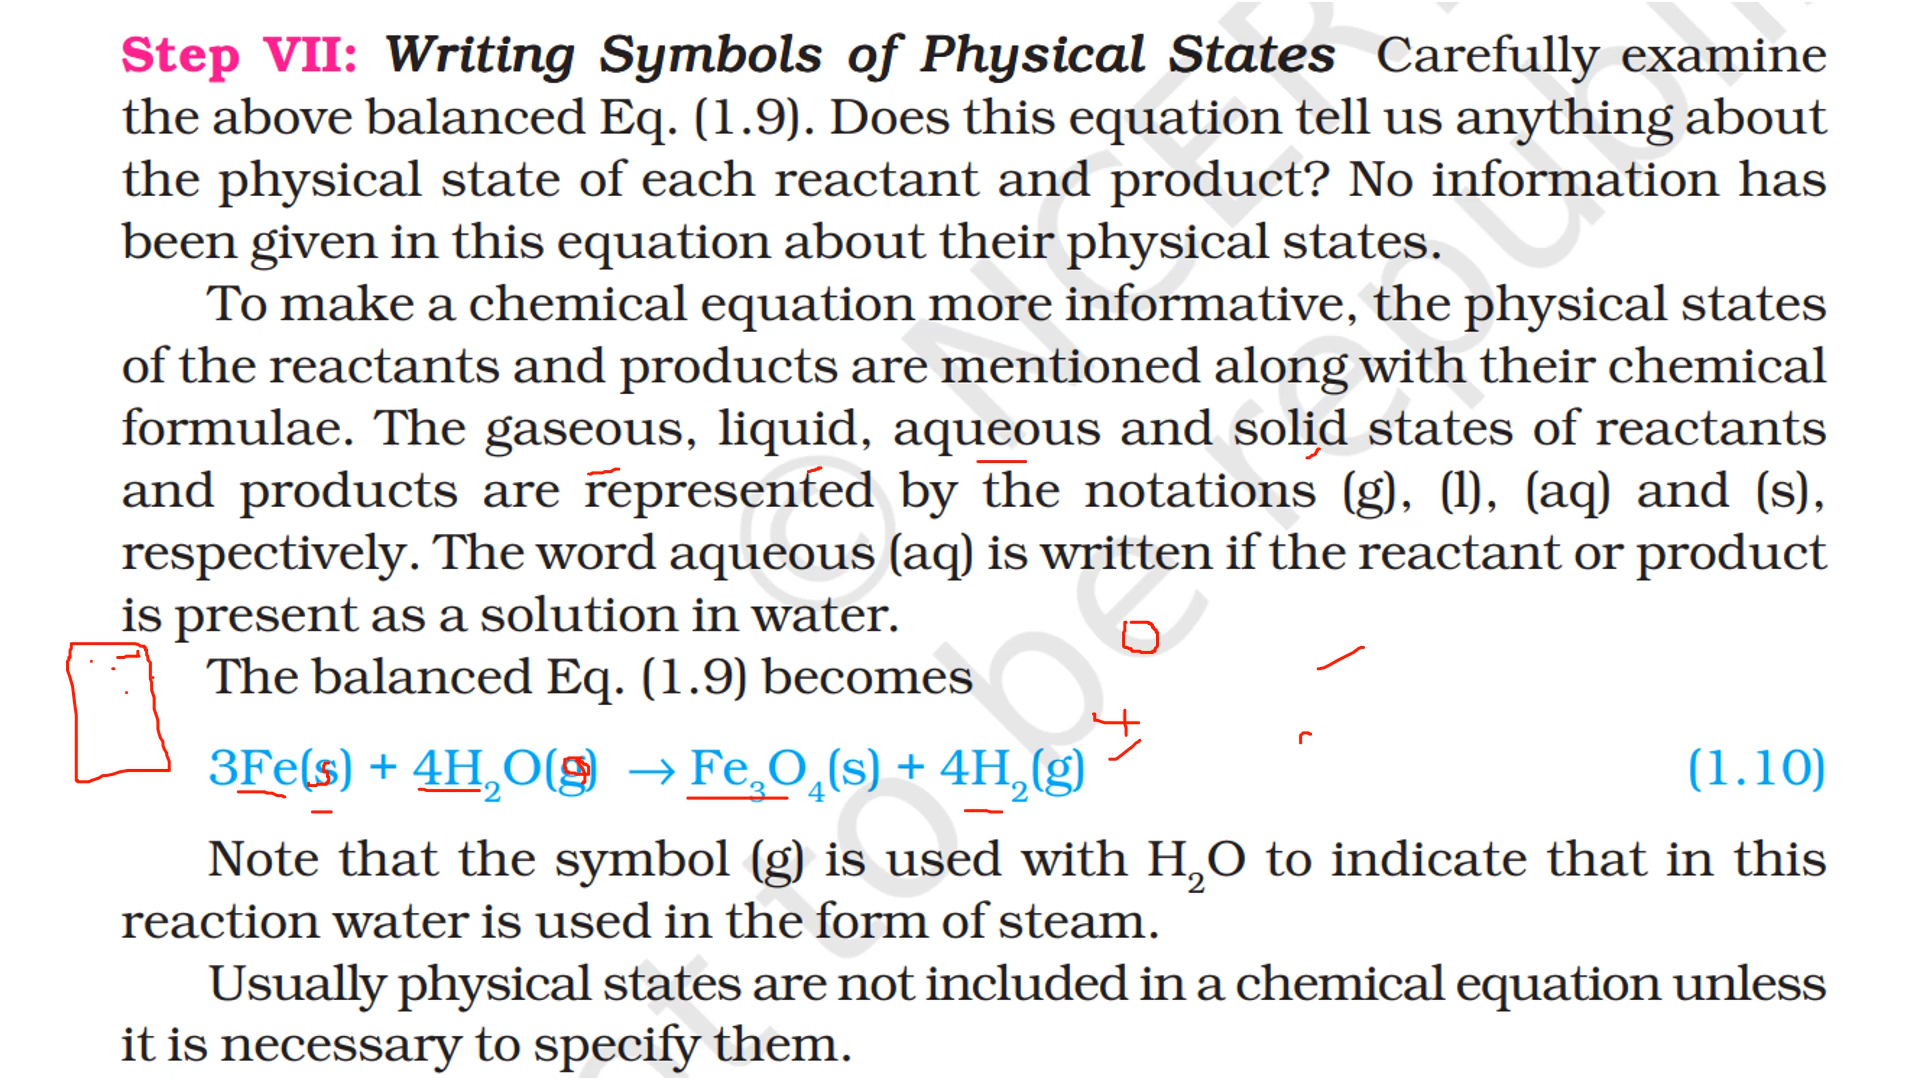 Step VII: Writing Symbols of Physical States Carefully examine
the above balanced Eq. (1.9). Does this equation tell us anything about
the physical state of each reactant and product? No information has
been given in this equation about their physical states.
To make a chemical equation more informative, the physical states
of the reactants and products are mentioned along with their chemical
formulae. The gaseous, liquid, aqueous and solid states of reactants
and products are represented by the notations (g), (l), (aq) and (s),
respectively. The word aqueous (aq) is written if the reactant or product
is present as a solution in water.
The balanced Eq. (1.9) becomes
3Fe(s) + 4H₂O(g) → Fe₃O₄(s) + 4H₂(g) (1.10)
Note that the symbol (g) is used with H₂O to indicate that in this
reaction water is used in the form of steam.
Usually physical states are not included in a chemical equation unless
it is necessary to specify them.